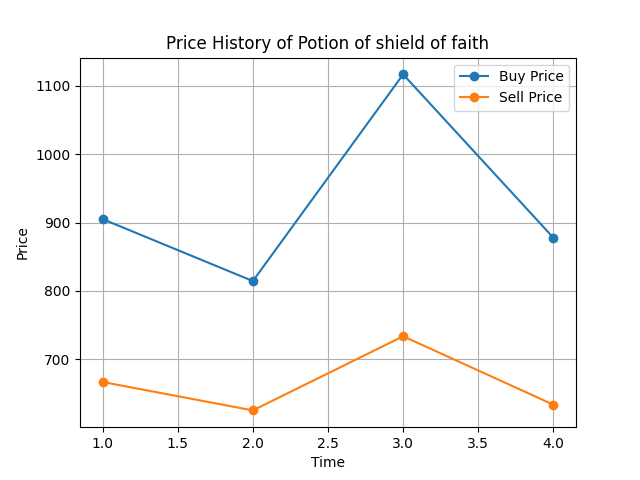 Price History of Potion of shield of faith
Buy Price
Sell Price
Price
1100
1000
900
800
700
1.0 1.5 2.0 2.5 3.0 3.5 4.0
Time